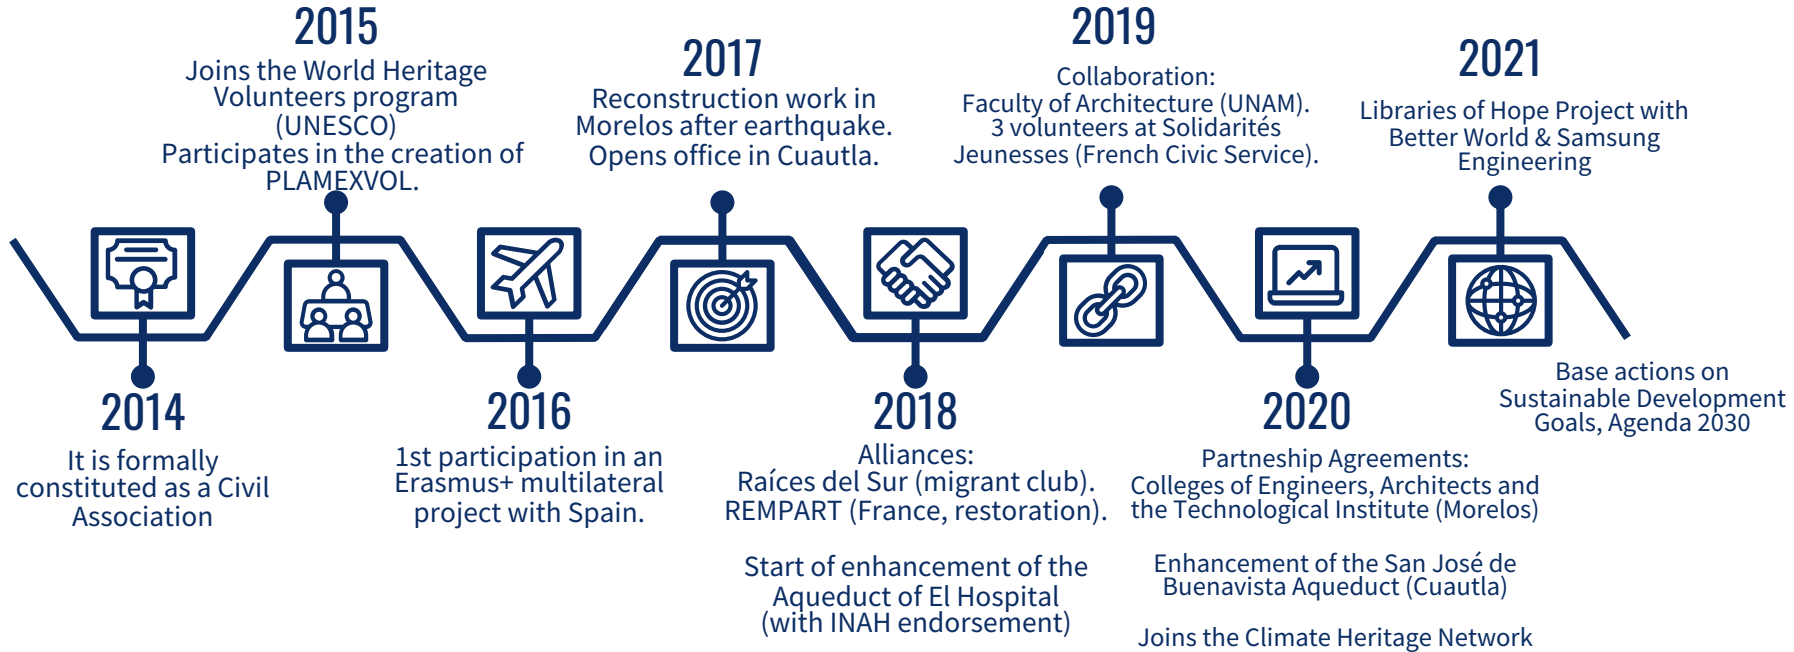 2014
It is formally
constituted as a Civil
Association
2015
Joins the World Heritage
Volunteers program
(UNESCO)
Participates in the creation of
PLAMEXVOL.
2016
1st participation in an
Erasmus+ multilateral
project with Spain.
2017
Reconstruction work in
Morelos after earthquake.
Opens office in Cuautla.
2018
Alliances:
Raíces del Sur (migrant club).
REMPART (France, restoration).
Start of enhancement of the
Aqueduct of El Hospital
(with INAH endorsement)
2019
Collaboration:
Faculty of Architecture (UNAM).
3 volunteers at Solidarités
Jeunesses (French Civic Service).
2020
Partneship Agreements:
Colleges of Engineers, Architects and
the Technological Institute (Morelos)
Enhancement of the San José de
Buenavista Aqueduct (Cuautla)
Joins the Climate Heritage Network
2021
Libraries of Hope Project with
Better World & Samsung
Engineering
Base actions on
Sustainable Development
Goals, Agenda 2030